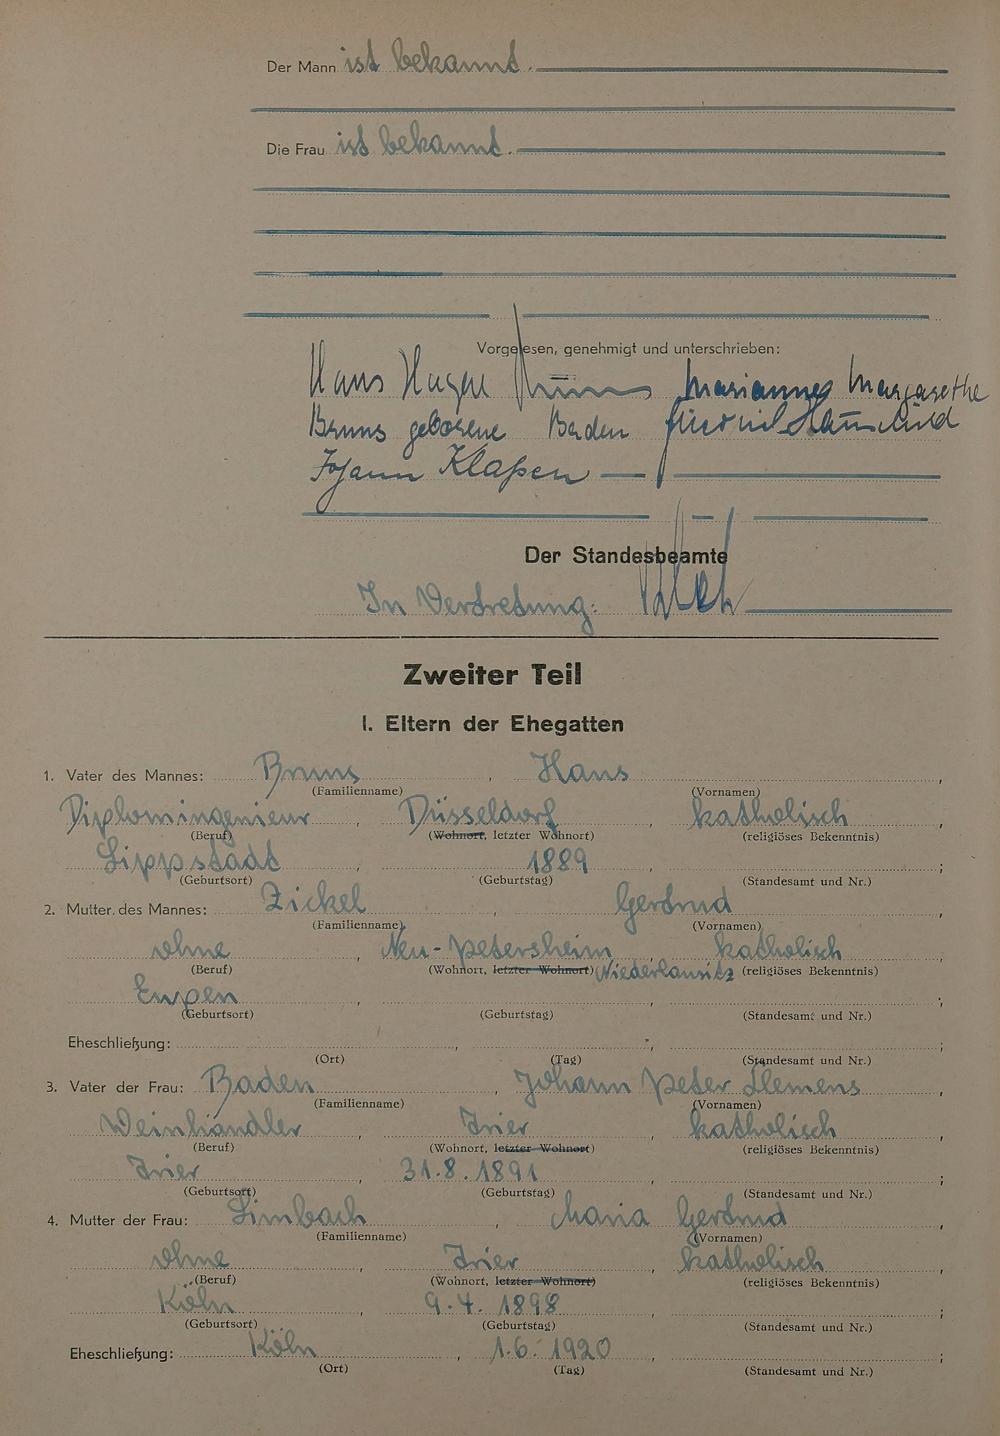 Der Mann ist bekannt.
Die Frau ist bekannt.
Vorgelesen, genehmigt und unterschrieben:
Hans Hagen Bruns Marianne Margarethe
Bruns geborene Baden
Johann Klaßen
Der Standesbeamte
In Vertretung:
Zweiter Teil
I. Eltern der Ehegatten
1. Vater des Mannes: Bruns, Hans,
(Familienname) (Vornamen)
Diplomingenieur, Düsseldorf, katholisch
(Beruf) (Wohnort, letzter Wohnort) (religiöses Bekenntnis)
Lippstadt, 1889, ;
(Geburtsort) (Geburtstag) (Standesamt und Nr.)
2. Mutter des Mannes: Zickel, Gertrud,
(Familienname) (Vornamen)
ohne, Neu-Petersheim, katholisch
(Beruf) (Wohnort, letzter Wohnort) Niederlausitz (religiöses Bekenntnis)
Eupen, , ;
(Geburtsort) (Geburtstag) (Standesamt und Nr.)
Eheschließung: , , ;
(Ort) (Tag) (Standesamt und Nr.)
3. Vater der Frau: Baden, Johann Peter Clemens,
(Familienname) (Vornamen)
Weinhändler, Trier, katholisch
(Beruf) (Wohnort, letzter Wohnort) (religiöses Bekenntnis)
Trier, 31.8.1891, ;
(Geburtsort) (Geburtstag) (Standesamt und Nr.)
4. Mutter der Frau: Limbach, Maria Gertrud,
(Familienname) (Vornamen)
ohne, Trier, katholisch
(Beruf) (Wohnort, letzter Wohnort) (religiöses Bekenntnis)
Köln, 9.4.1898, ;
(Geburtsort) (Geburtstag) (Standesamt und Nr.)
Eheschließung: Köln, 1.6.1920, ;
(Ort) (Tag) (Standesamt und Nr.)